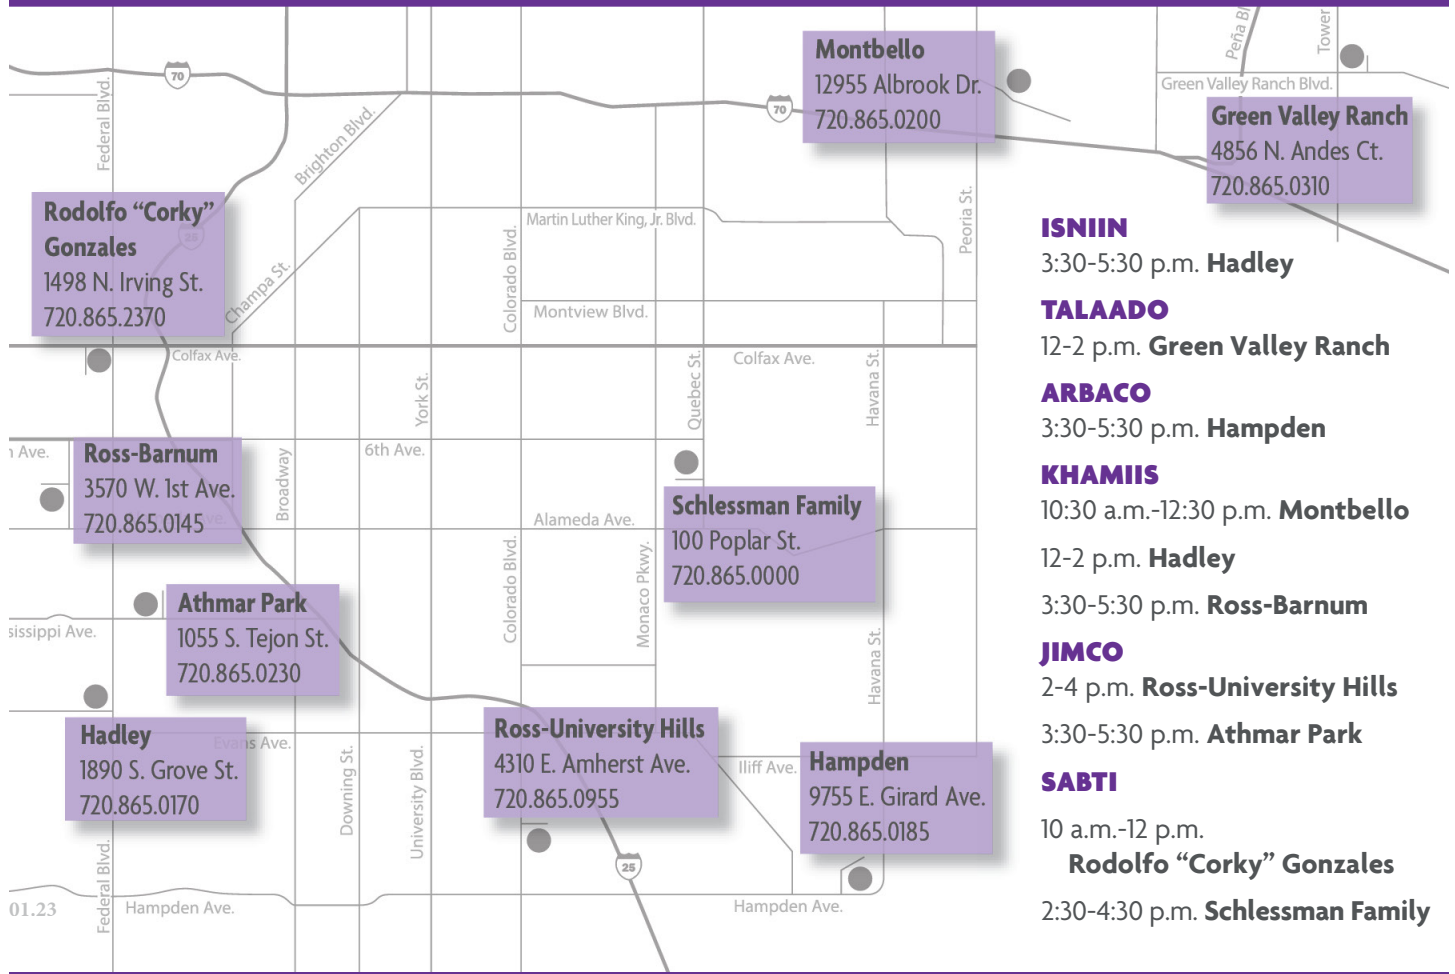 Montbello
12955 Albrook Dr.
720.865.0200
Green Valley Ranch
4856 N. Andes Ct.
720.865.0310
Rodolfo “Corky”
Gonzales
1498 N. Irving St.
720.865.2370
Ross-Barnum
3570 W. 1st Ave.
720.865.0145
Schlessman Family
100 Poplar St.
720.865.0000
Athmar Park
1055 S. Tejon St.
720.865.0230
Hadley
1890 S. Grove St.
720.865.0170
Ross-University Hills
4310 E. Amherst Ave.
720.865.0955
Hampden
9755 E. Girard Ave.
720.865.0185
70
70
25
25
Federal Blvd.
Brighton Blvd.
Champa St.
Martin Luther King, Jr. Blvd.
Colorado Blvd.
Montview Blvd.
Peoria St.
Peña Bl
Tower
Green Valley Ranch Blvd.
Colfax Ave.
Colfax Ave.
York St.
Quebec St.
Havana St.
Ave.
6th Ave.
Broadway
Alameda Ave.
Colorado Blvd.
Monaco Pkwy.
Havana St.
sissippi Ave.
Evans Ave.
Downing St.
University Blvd.
Iliff Ave.
Federal Blvd.
Hampden Ave.
Hampden Ave.
01.23
ISNIIN
3:30-5:30 p.m. Hadley
TALAADO
12-2 p.m. Green Valley Ranch
ARBACO
3:30-5:30 p.m. Hampden
KHAMIIS
10:30 a.m.-12:30 p.m. Montbello
12-2 p.m. Hadley
3:30-5:30 p.m. Ross-Barnum
JIMCO
2-4 p.m. Ross-University Hills
3:30-5:30 p.m. Athmar Park
SABTI
10 a.m.-12 p.m.
Rodolfo “Corky” Gonzales
2:30-4:30 p.m. Schlessman Family